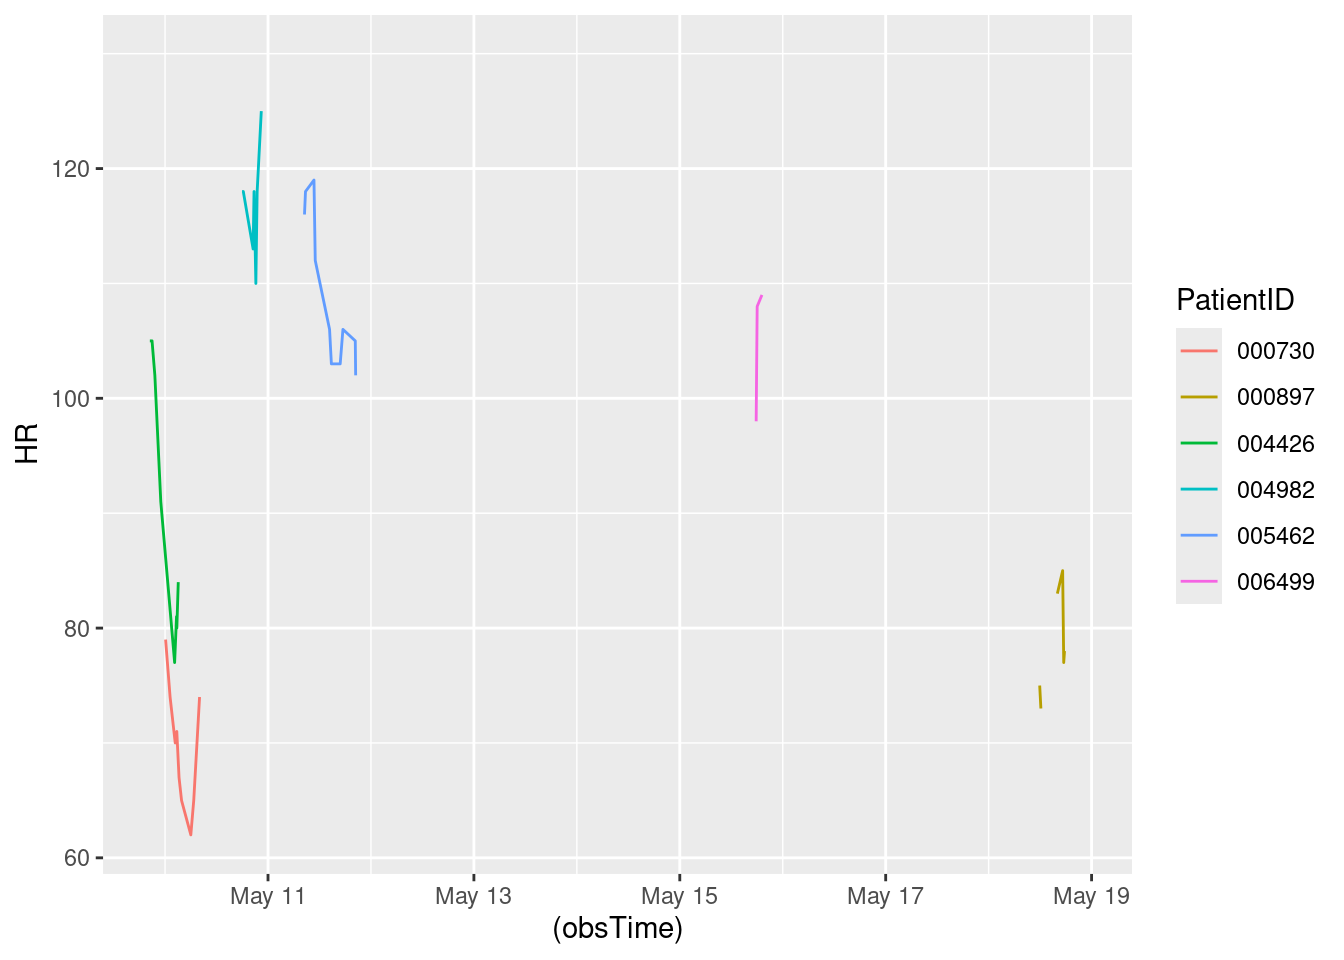 120
100
80
60
HR
May 11
May 13
May 15
May 17
May 19
(obsTime)
PatientID
000730
000897
004426
004982
005462
006499